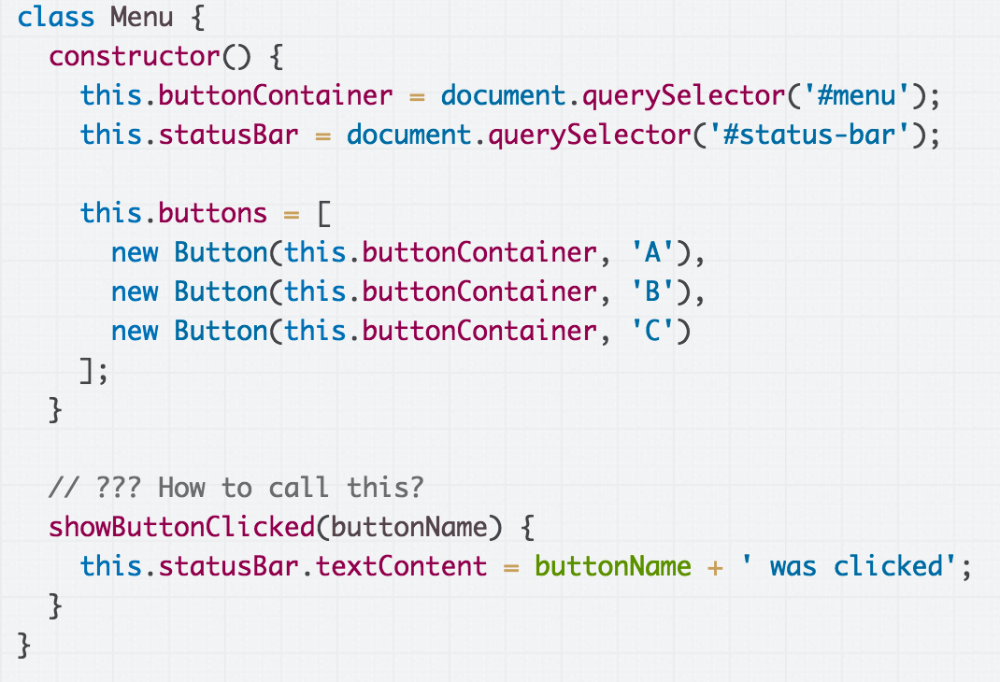 class Menu {
  constructor() {
    this.buttonContainer = document.querySelector('#menu');
    this.statusBar = document.querySelector('#status-bar');

    this.buttons = [
      new Button(this.buttonContainer, 'A'),
      new Button(this.buttonContainer, 'B'),
      new Button(this.buttonContainer, 'C')
    ];
  }

  // ??? How to call this?
  showButtonClicked(buttonName) {
    this.statusBar.textContent = buttonName + ' was clicked';
  }
}